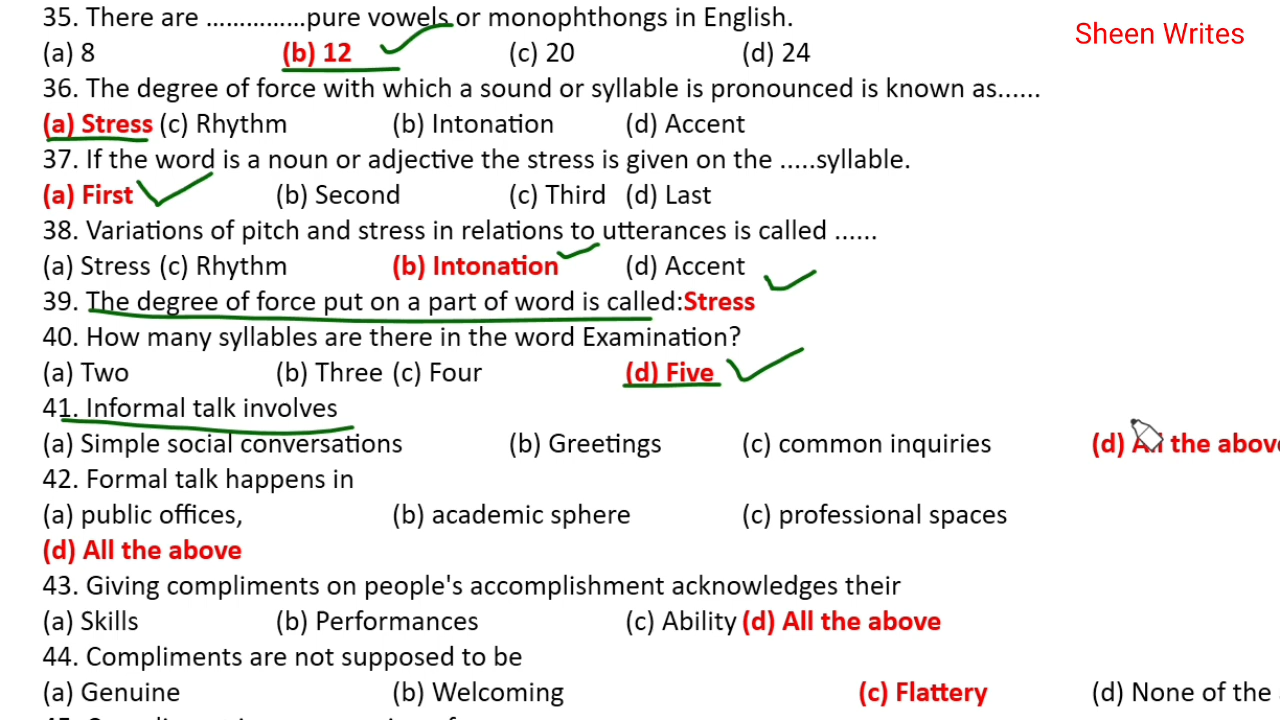 35. There are ...............pure vowels or monophthongs in English.
Sheen Writes
(a) 8 (b) 12 (c) 20 (d) 24
36. The degree of force with which a sound or syllable is pronounced is known as......
(a) Stress (c) Rhythm (b) Intonation (d) Accent
37. If the word is a noun or adjective the stress is given on the .....syllable.
(a) First (b) Second (c) Third (d) Last
38. Variations of pitch and stress in relations to utterances is called ......
(a) Stress (c) Rhythm (b) Intonation (d) Accent
39. The degree of force put on a part of word is called:Stress
40. How many syllables are there in the word Examination?
(a) Two (b) Three (c) Four (d) Five
41. Informal talk involves
(a) Simple social conversations (b) Greetings (c) common inquiries (d) All the above
42. Formal talk happens in
(a) public offices, (b) academic sphere (c) professional spaces
(d) All the above
43. Giving compliments on people's accomplishment acknowledges their
(a) Skills (b) Performances (c) Ability (d) All the above
44. Compliments are not supposed to be
(a) Genuine (b) Welcoming (c) Flattery (d) None of the